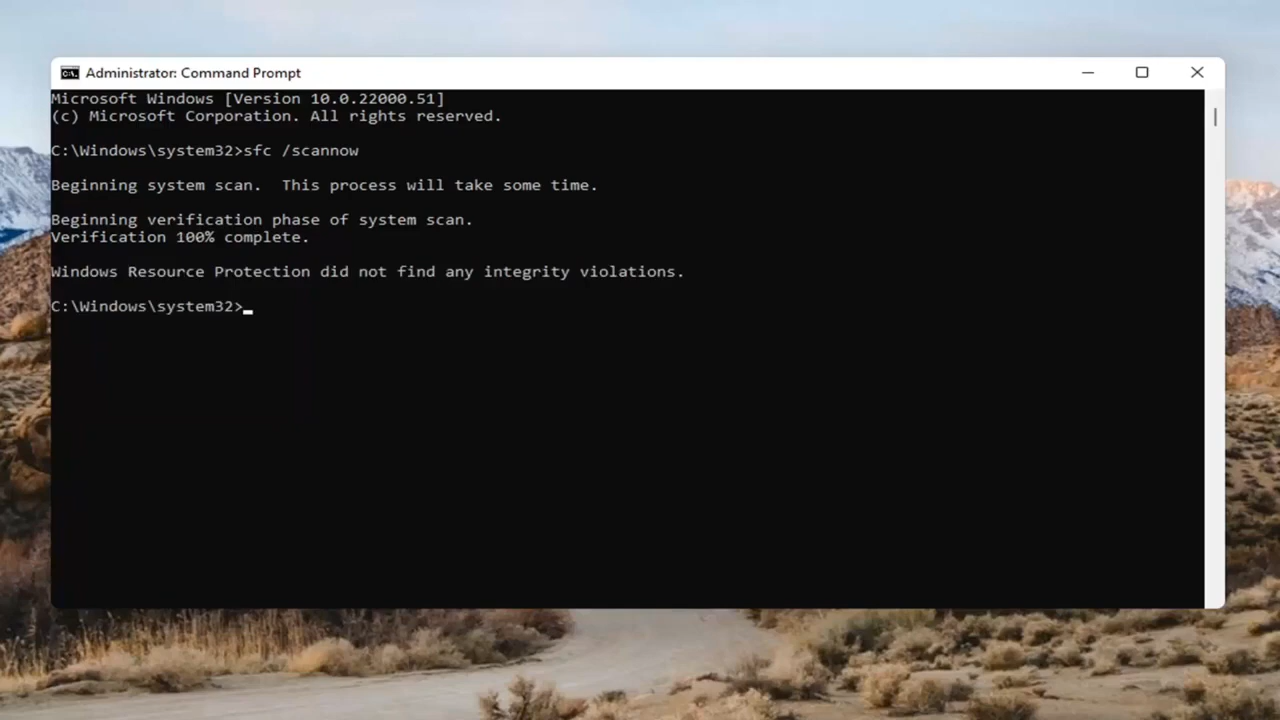 Administrator: Command Prompt
Microsoft Windows [Version 10.0.22000.51]
(c) Microsoft Corporation. All rights reserved.
C:\Windows\system32>sfc /scannow
Beginning system scan.  This process will take some time.
Beginning verification phase of system scan.
Verification 100% complete.
Windows Resource Protection did not find any integrity violations.
C:\Windows\system32>